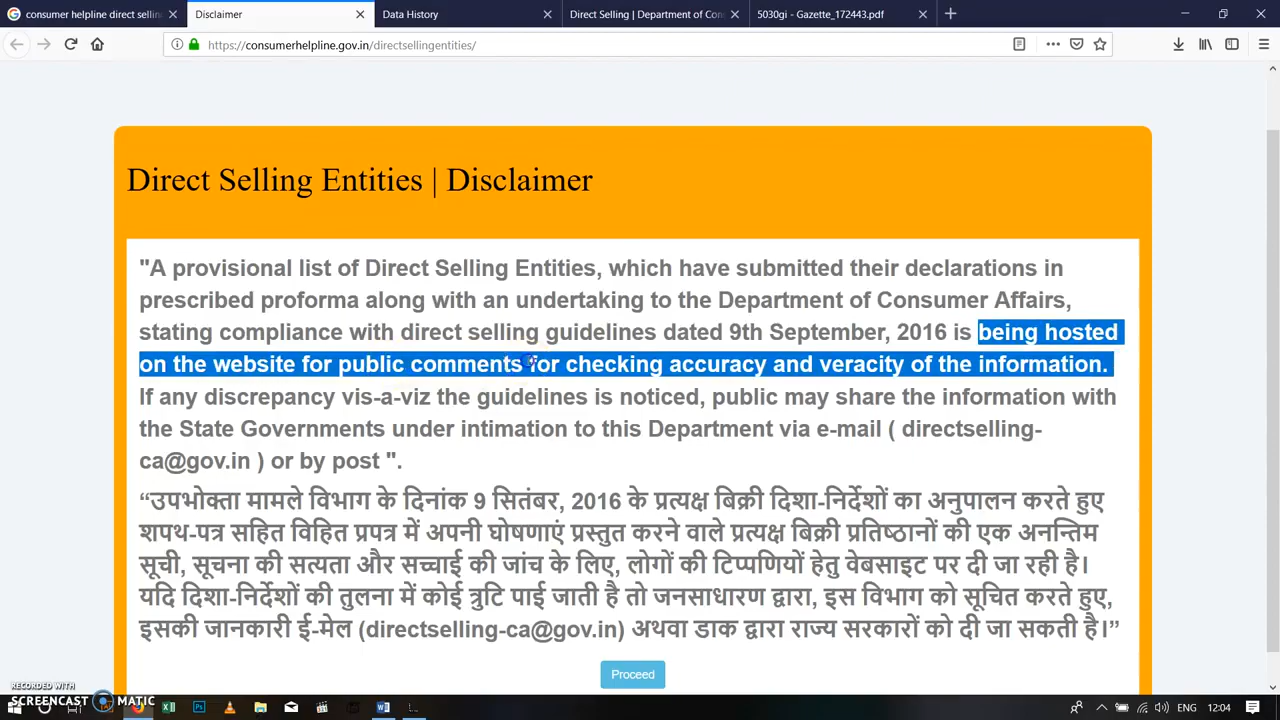 consumer helpline direct sellin
Disclaimer
Data History
Direct Selling | Department of Con
5030gi - Gazette_172443.pdf
https://consumerhelpline.gov.in/directsellingentities/
Direct Selling Entities | Disclaimer
"A provisional list of Direct Selling Entities, which have submitted their declarations in
prescribed proforma along with an undertaking to the Department of Consumer Affairs,
stating compliance with direct selling guidelines dated 9th September, 2016 is being hosted
on the website for public comments for checking accuracy and veracity of the information.
If any discrepancy vis-a-viz the guidelines is noticed, public may share the information with
the State Governments under intimation to this Department via e-mail ( directselling-
ca@gov.in ) or by post ".
“उपभोक्ता मामले विभाग के दिनांक 9 सितंबर, 2016 के प्रत्यक्ष बिक्री दिशा-निर्देशों का अनुपालन करते हुए
शपथ-पत्र सहित विहित प्रपत्र में अपनी घोषणाएं प्रस्तुत करने वाले प्रत्यक्ष बिक्री प्रतिष्ठानों की एक अनन्तिम
सूची, सूचना की सत्यता और सच्चाई की जांच के लिए, लोगों की टिप्पणियों हेतु वेबसाइट पर दी जा रही है।
यदि दिशा-निर्देशों की तुलना में कोई त्रुटि पाई जाती है तो जनसाधारण द्वारा, इस विभाग को सूचित करते हुए,
इसकी जानकारी ई-मेल (directselling-ca@gov.in) अथवा डाक द्वारा राज्य सरकारों को दी जा सकती है।”
Proceed
RECORDED WITH
SCREENCAST MATIC
ENG
12:04